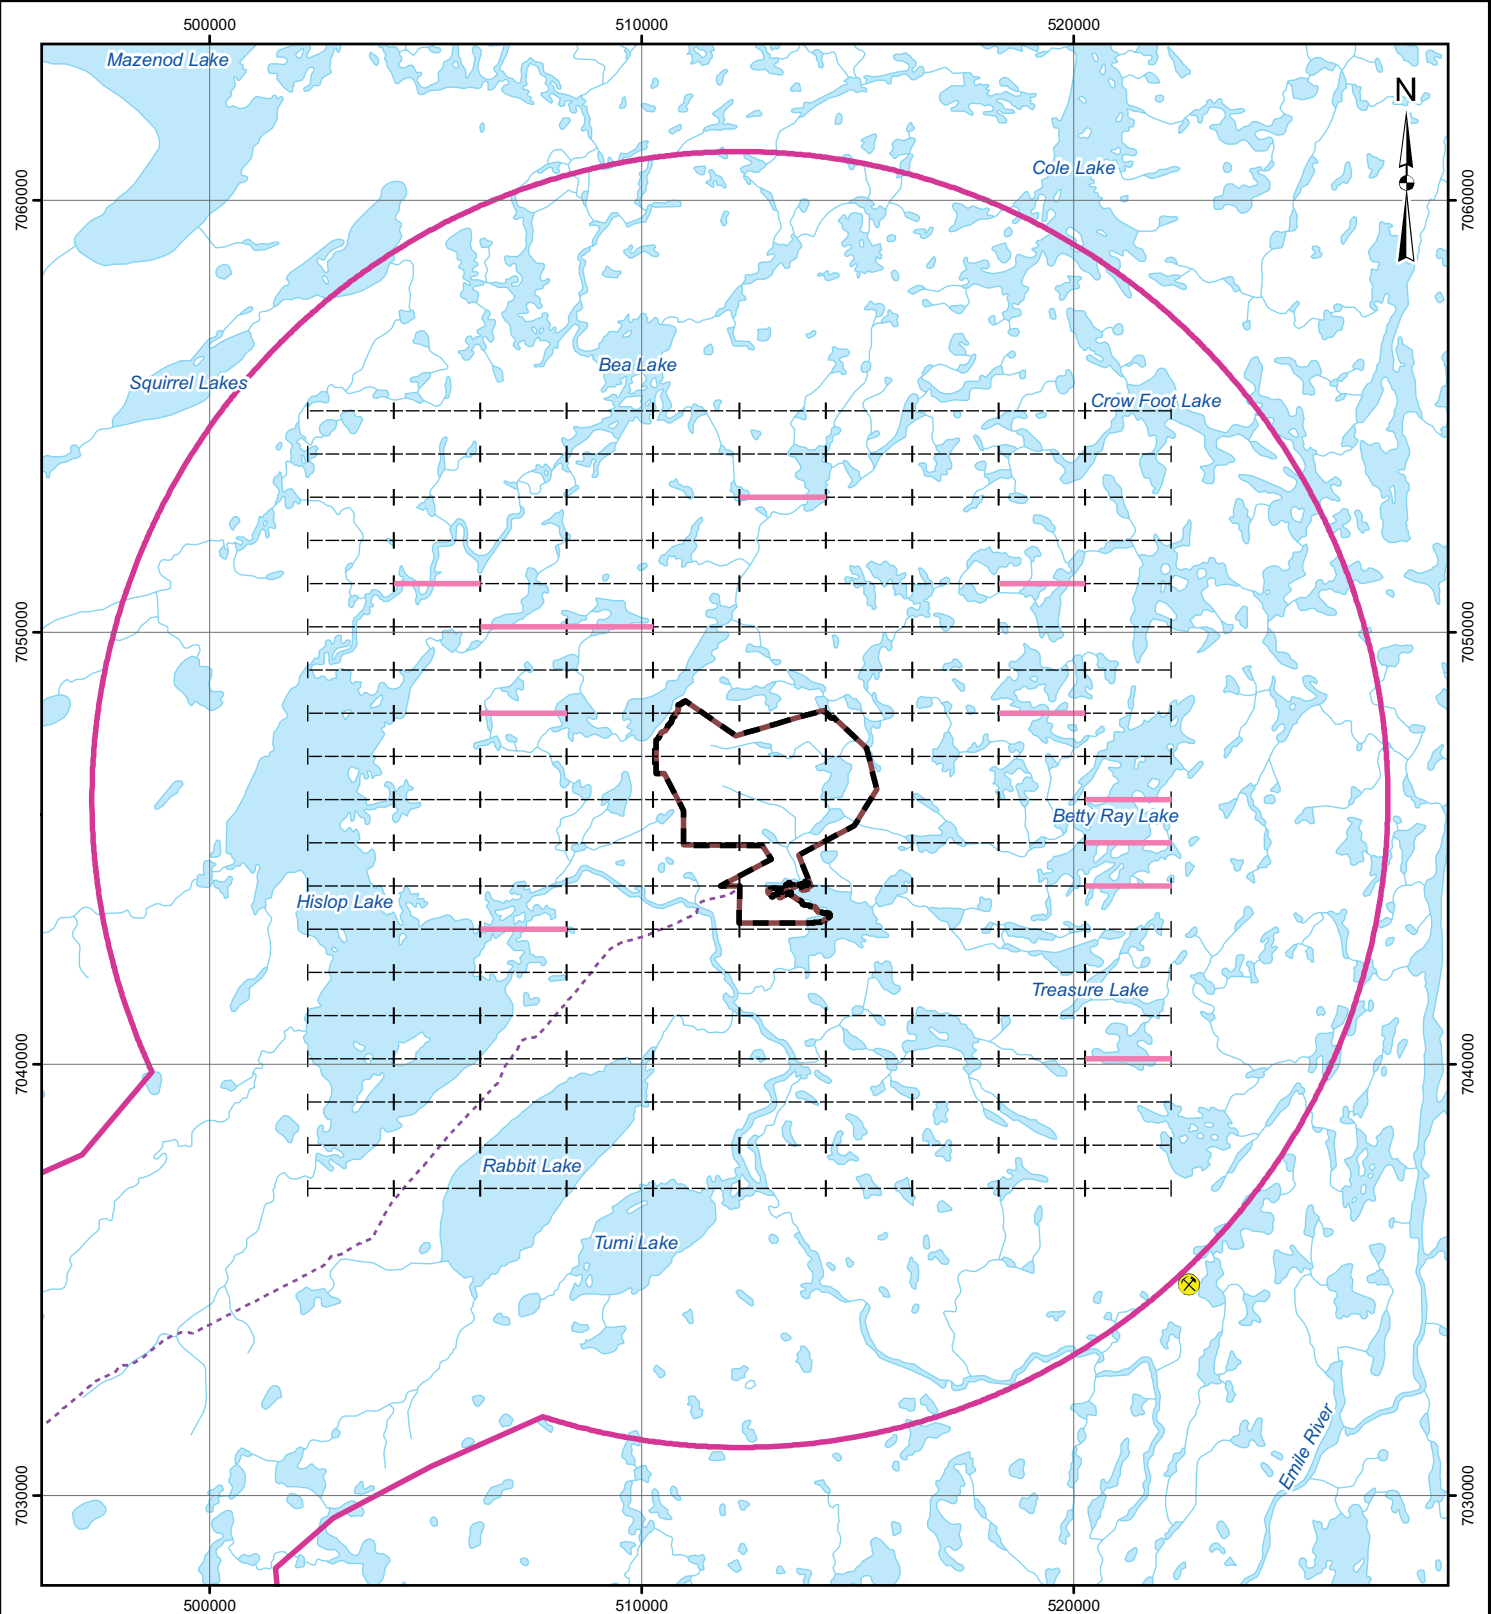 500000
510000
520000
Mazenod Lake
N
Cole Lake
7060000
7060000
Bea Lake
Squirrel Lakes
Crow Foot Lake
7050000
7050000
Betty Ray Lake
Hislop Lake
Treasure Lake
7040000
7040000
Rabbit Lake
Tumi Lake
Emile River
7030000
7030000
500000
510000
520000